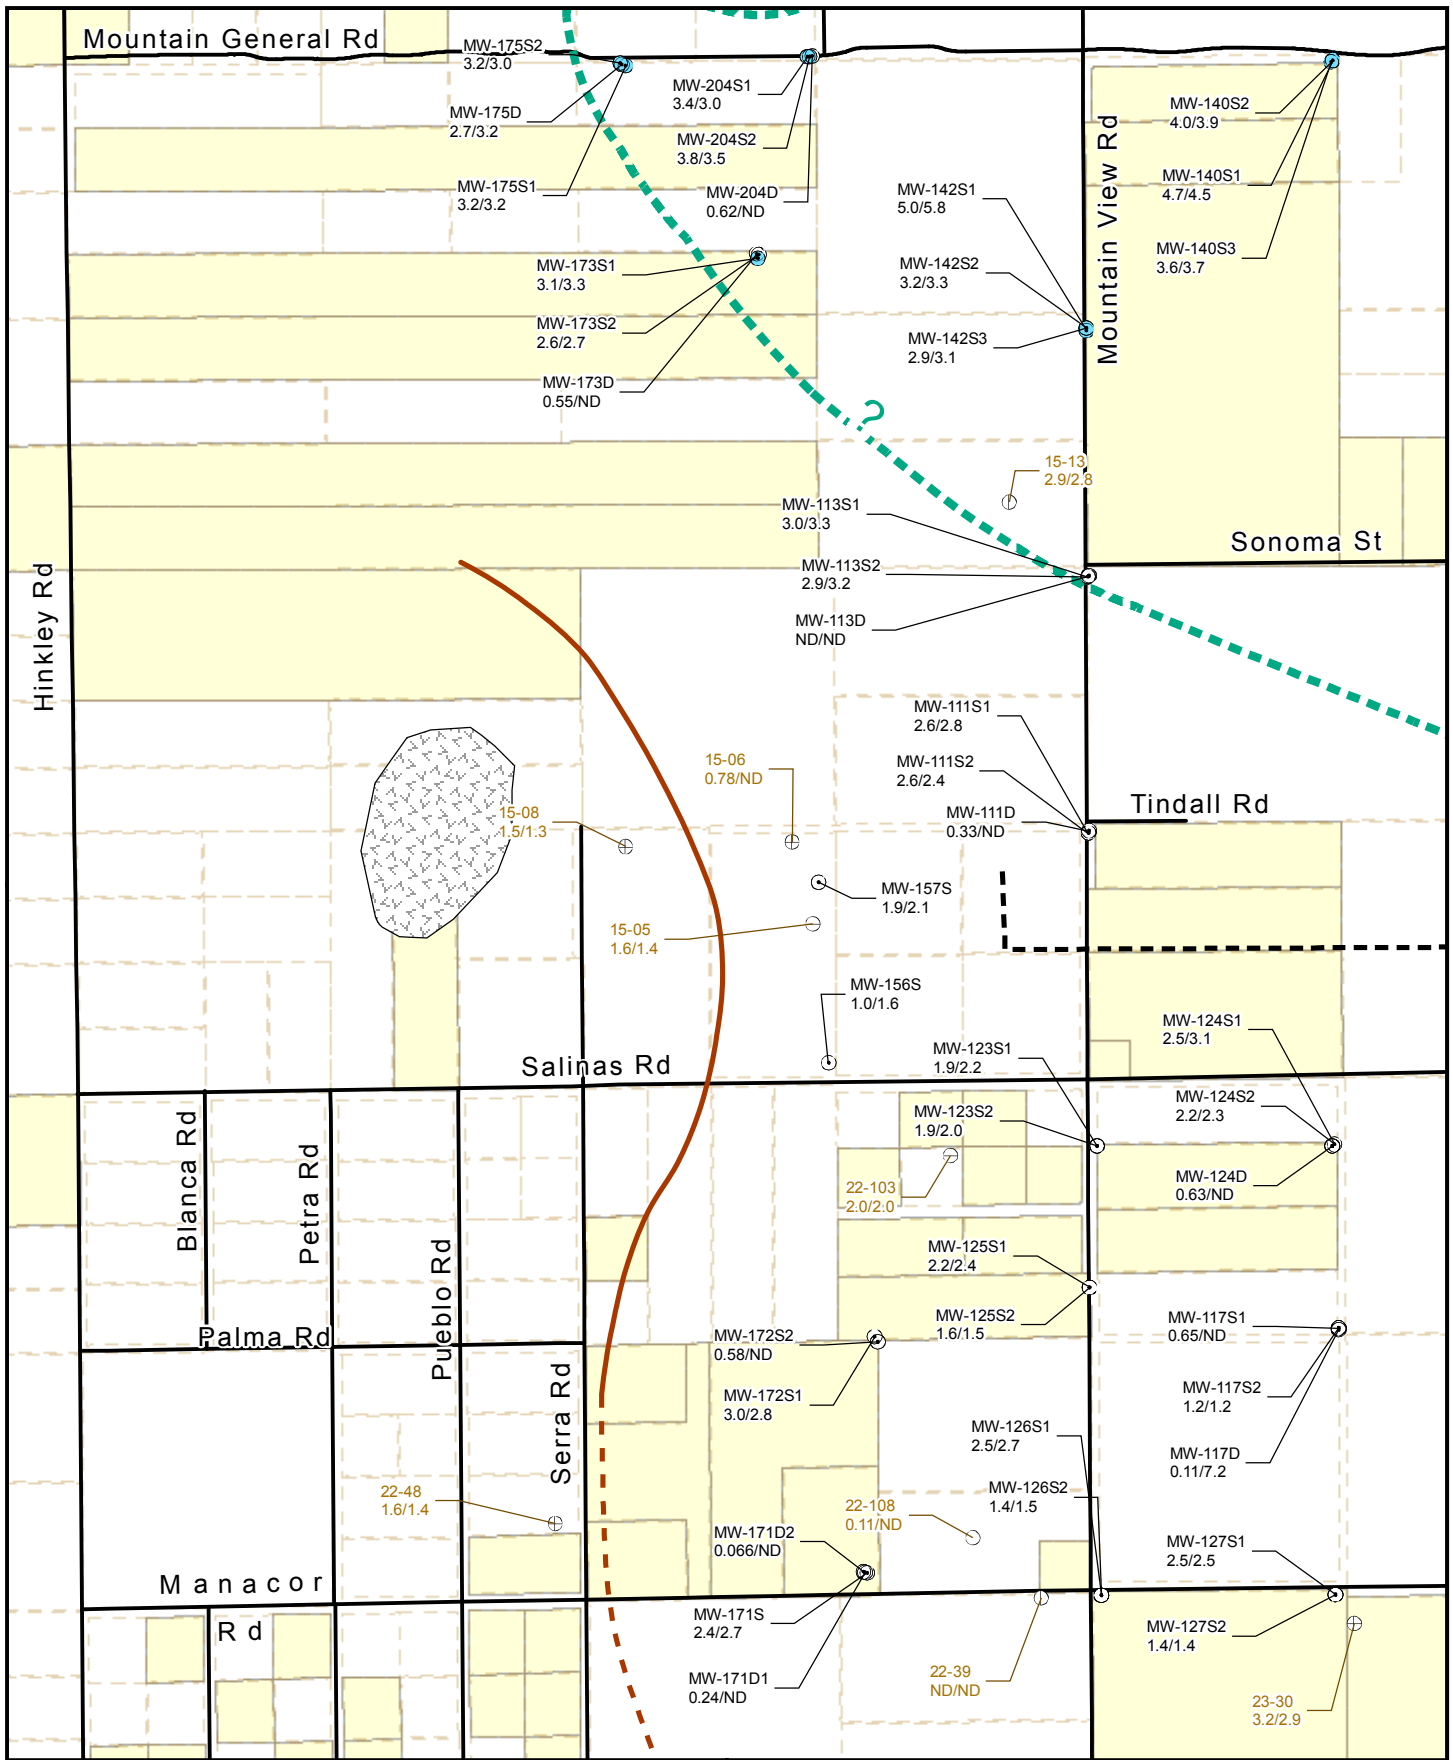 Mountain General Rd
MW-175S2
3.2/3.0
MW-175D
2.7/3.2
MW-175S1
3.2/3.2
MW-204S1
3.4/3.0
MW-204S2
3.8/3.5
MW-204D
0.62/ND
MW-140S2
4.0/3.9
MW-140S1
4.7/4.5
MW-140S3
3.6/3.7
Mountain View Rd
MW-142S1
5.0/5.8
MW-142S2
3.2/3.3
MW-142S3
2.9/3.1
MW-173S1
3.1/3.3
MW-173S2
2.6/2.7
MW-173D
0.55/ND
?
15-13
2.9/2.8
MW-113S1
3.0/3.3
MW-113S2
2.9/3.2
MW-113D
ND/ND
Sonoma St
Hinkley Rd
MW-111S1
2.6/2.8
MW-111S2
2.6/2.4
MW-111D
0.33/ND
Tindall Rd
15-06
0.78/ND
15-08
1.5/1.3
MW-157S
1.9/2.1
15-05
1.6/1.4
MW-156S
1.0/1.6
Salinas Rd
MW-123S1
1.9/2.2
MW-123S2
1.9/2.0
MW-124S1
2.5/3.1
MW-124S2
2.2/2.3
MW-124D
0.63/ND
Blanca Rd
Petra Rd
Pueblo Rd
22-103
2.0/2.0
MW-125S1
2.2/2.4
MW-125S2
1.6/1.5
Palma Rd
MW-172S2
0.58/ND
MW-172S1
3.0/2.8
MW-117S1
0.65/ND
MW-117S2
1.2/1.2
MW-117D
0.11/7.2
Serra Rd
MW-126S1
2.5/2.7
MW-126S2
1.4/1.5
22-48
1.6/1.4
22-108
0.11/ND
MW-171D2
0.066/ND
MW-171S
2.4/2.7
MW-171D1
0.24/ND
MW-127S1
2.5/2.5
MW-127S2
1.4/1.4
Manacor
Rd
22-39
ND/ND
23-30
3.2/2.9